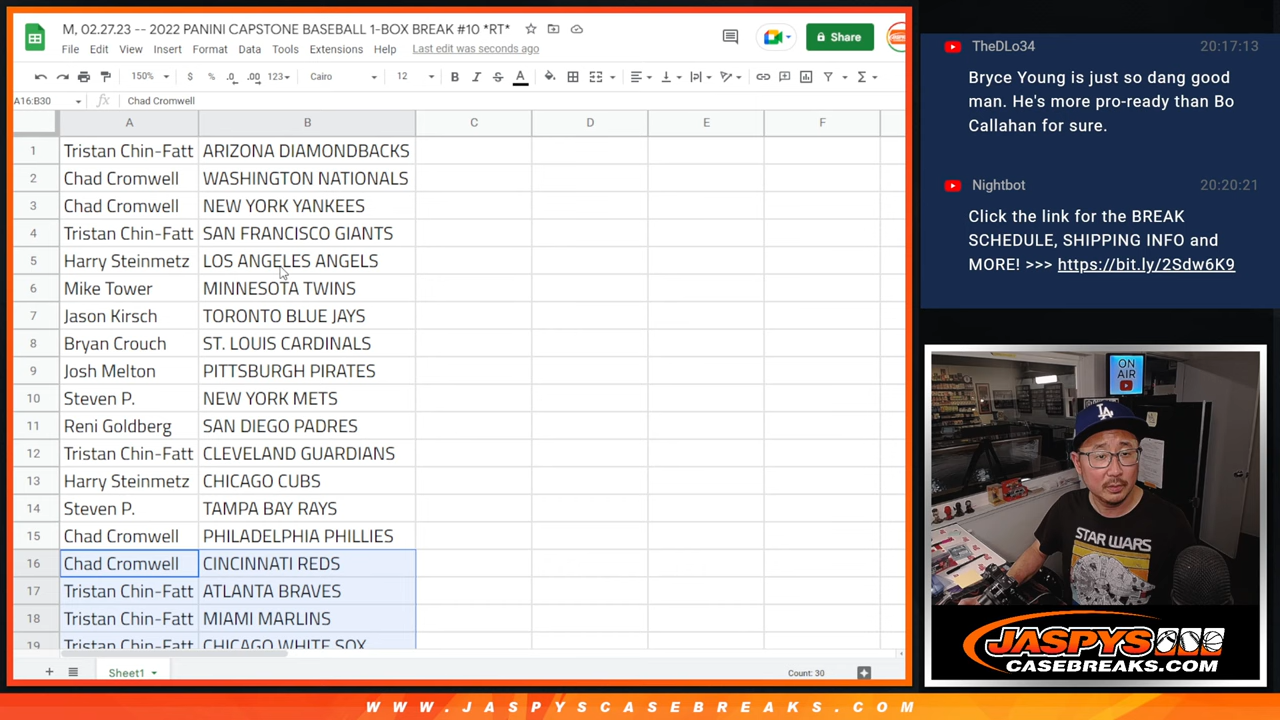 M, 02.27.23 -- 2022 PANINI CAPSTONE BASEBALL 1-BOX BREAK #10 *RT*
File Edit View Insert Format Data Tools Extensions Help Last edit was seconds ago
Share
150% $ % .0 .00 123 Cairo 12 B I S A
A16:B30 fx Chad Cromwell
A B C D E F
1 Tristan Chin-Fatt ARIZONA DIAMONDBACKS
2 Chad Cromwell WASHINGTON NATIONALS
3 Chad Cromwell NEW YORK YANKEES
4 Tristan Chin-Fatt SAN FRANCISCO GIANTS
5 Harry Steinmetz LOS ANGELES ANGELS
6 Mike Tower MINNESOTA TWINS
7 Jason Kirsch TORONTO BLUE JAYS
8 Bryan Crouch ST. LOUIS CARDINALS
9 Josh Melton PITTSBURGH PIRATES
10 Steven P. NEW YORK METS
11 Reni Goldberg SAN DIEGO PADRES
12 Tristan Chin-Fatt CLEVELAND GUARDIANS
13 Harry Steinmetz CHICAGO CUBS
14 Steven P. TAMPA BAY RAYS
15 Chad Cromwell PHILADELPHIA PHILLIES
16 Chad Cromwell CINCINNATI REDS
17 Tristan Chin-Fatt ATLANTA BRAVES
18 Tristan Chin-Fatt MIAMI MARLINS
19 Tristan Chin-Fatt CHICAGO WHITE SOX
Sheet1
Count: 30
TheDLo34 20:17:13
Bryce Young is just so dang good
man. He's more pro-ready than Bo
Callahan for sure.
Nightbot 20:20:21
Click the link for the BREAK
SCHEDULE, SHIPPING INFO and
MORE! >>> https://bit.ly/2Sdw6K9
ON
AIR
LA
STAR WARS
JASPYS
CASEBREAKS.COM
WWW.JASPYSCASEBREAKS.COM